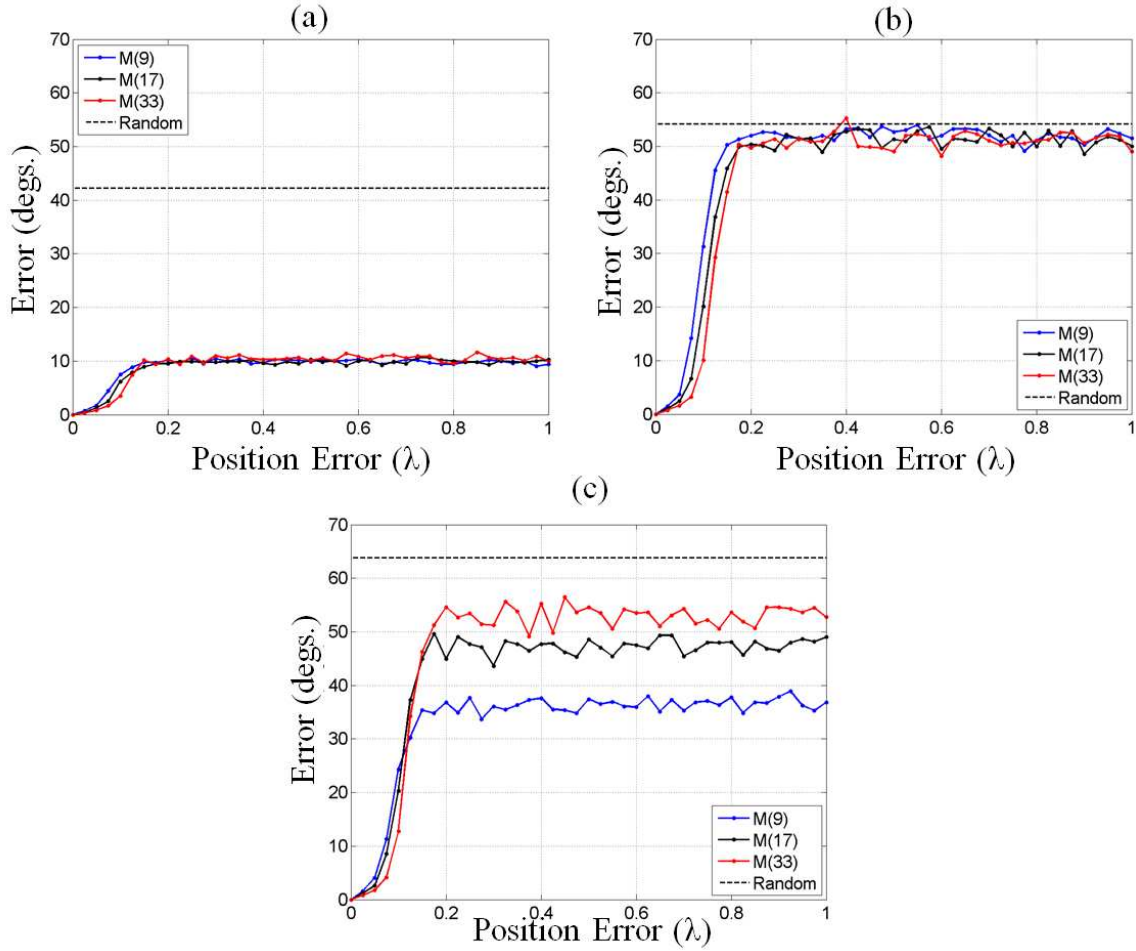 (a)
70
60
50
40
30
20
10
0
0 0.2 0.4 0.6 0.8 1
Error (degs.)
Position Error (λ)
M(9)
M(17)
M(33)
Random
(b)
70
60
50
40
30
20
10
0
0 0.2 0.4 0.6 0.8 1
Error (degs.)
Position Error (λ)
M(9)
M(17)
M(33)
Random
(c)
70
60
50
40
30
20
10
0
0 0.2 0.4 0.6 0.8 1
Error (degs.)
Position Error (λ)
M(9)
M(17)
M(33)
Random